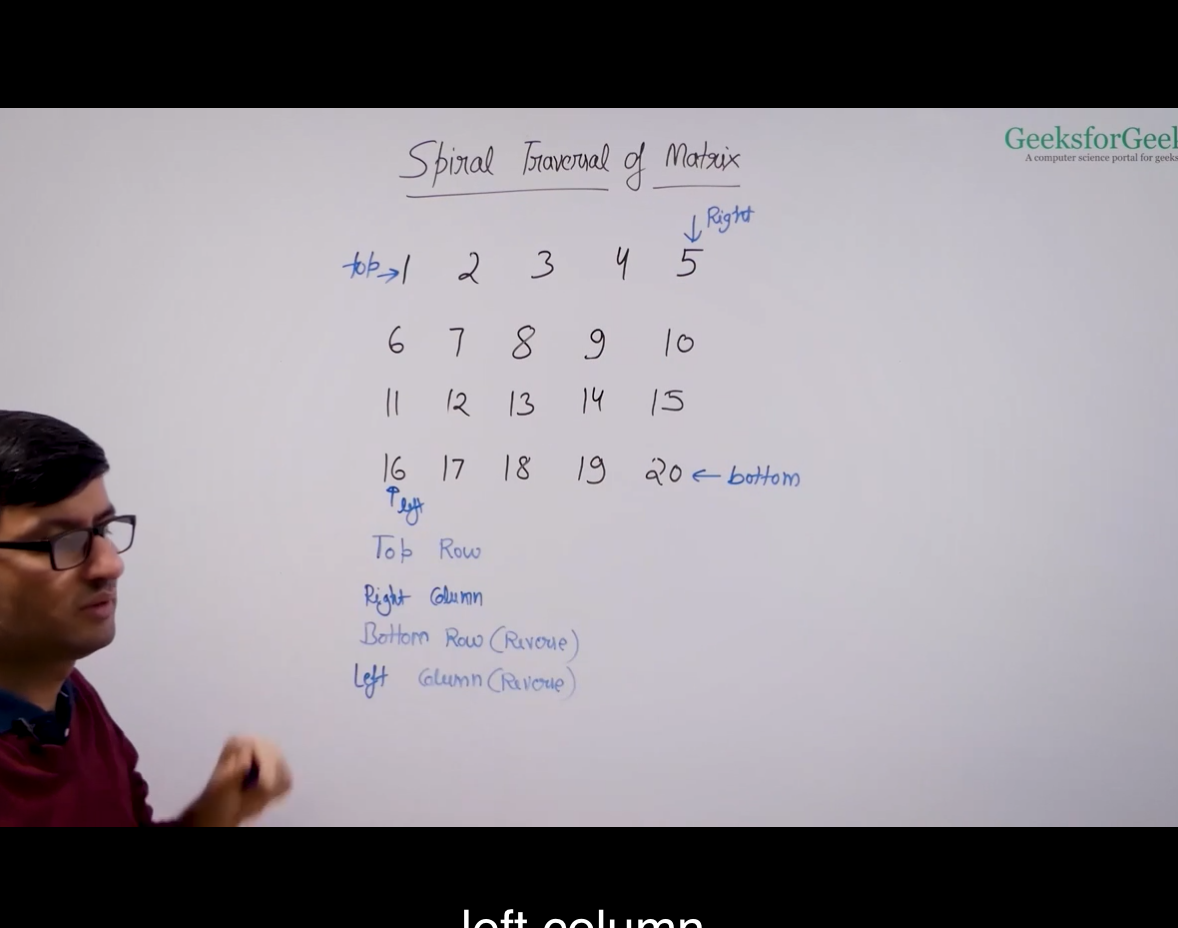 GeeksforGeek
A computer science portal for geeks
Spiral Traversal of Matrix
↓ Right
top→ 1 2 3 4 5
6 7 8 9 10
11 12 13 14 15
16 17 18 19 20 ← bottom
↑ left
Top Row
Right Column
Bottom Row (Reverse)
Left Column (Reverse)
left column